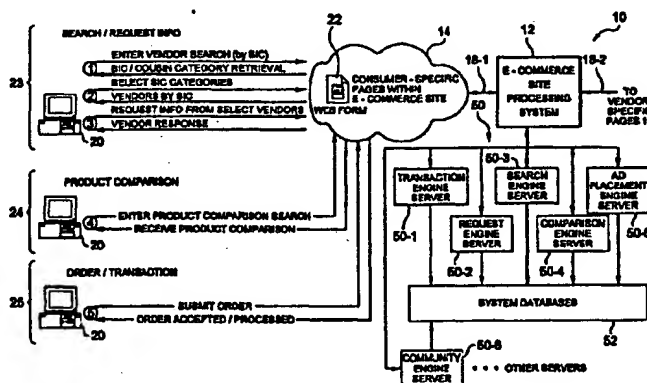 SEARCH / REQUEST INFO
23
ENTER VENDOR SEARCH (by SIC)
1
SIC / COUSIN CATEGORY RETRIEVAL
SELECT SIC CATEGORIES
2
VENDORS BY SIC
REQUEST INFO FROM SELECT VENDORS
3
VENDOR RESPONSE
20
22
WEB FORM
CONSUMER - SPECIFIC
PAGES WITHIN
E - COMMERCE SITE
14
18-1
12
E - COMMERCE
SITE
PROCESSING
SYSTEM
10
18-2
TO
VENDOR
SPECIFIC
PAGES
50
PRODUCT COMPARISON
24
4
ENTER PRODUCT COMPARISON SEARCH
RECEIVE PRODUCT COMPARISON
20
ORDER / TRANSACTION
25
5
SUBMIT ORDER
ORDER ACCEPTED / PROCESSED
20
TRANSACTION
ENGINE
SERVER
50-1
REQUEST
ENGINE
SERVER
50-2
50-3
SEARCH
ENGINE
SERVER
COMPARISON
ENGINE
SERVER
50-4
AD
PLACEMENT
ENGINE
SERVER
SYSTEM DATABASES
52
COMMUNITY
ENGINE
SERVER
50-6
• • • OTHER SERVERS